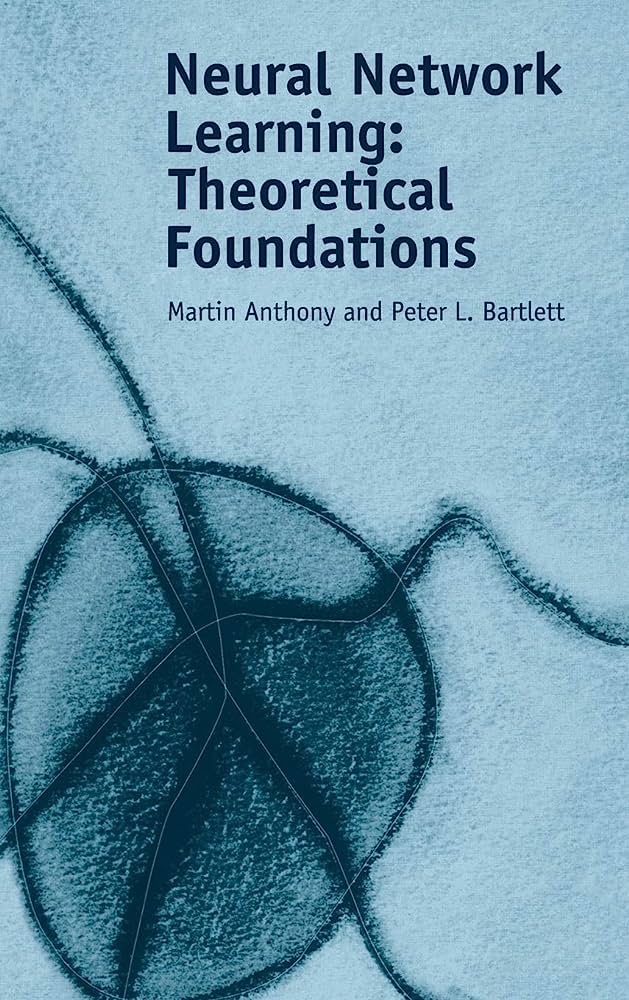 Neural Network
Learning:
Theoretical
Foundations
Martin Anthony and Peter L. Bartlett